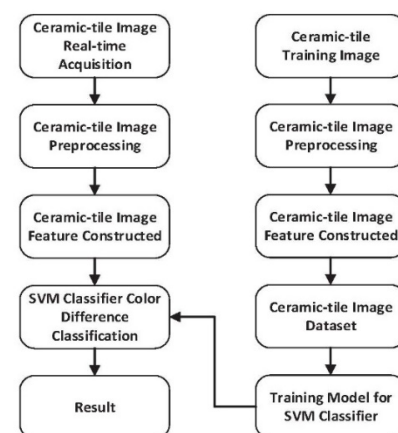 Ceramic-tile Image
Real-time
Acquisition
Ceramic-tile Image
Preprocessing
Ceramic-tile Image
Feature Constructed
SVM Classifier Color
Difference
Classification
Result
Ceramic-tile
Training Image
Ceramic-tile Image
Preprocessing
Ceramic-tile Image
Feature Constructed
Ceramic-tile Image
Dataset
Training Model for
SVM Classifier